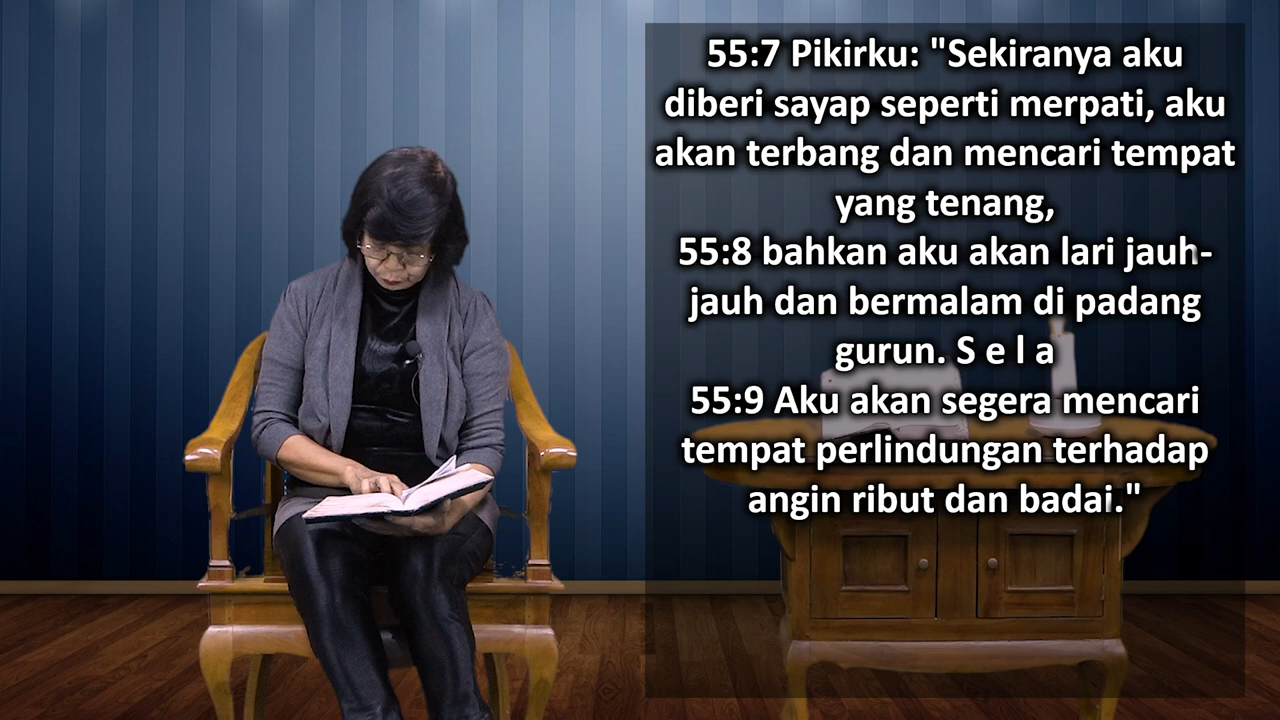 55:7 Pikirku: "Sekiranya aku
diberi sayap seperti merpati, aku
akan terbang dan mencari tempat
yang tenang,
55:8 bahkan aku akan lari jauh-
jauh dan bermalam di padang
gurun. S e l a
55:9 Aku akan segera mencari
tempat perlindungan terhadap
angin ribut dan badai."